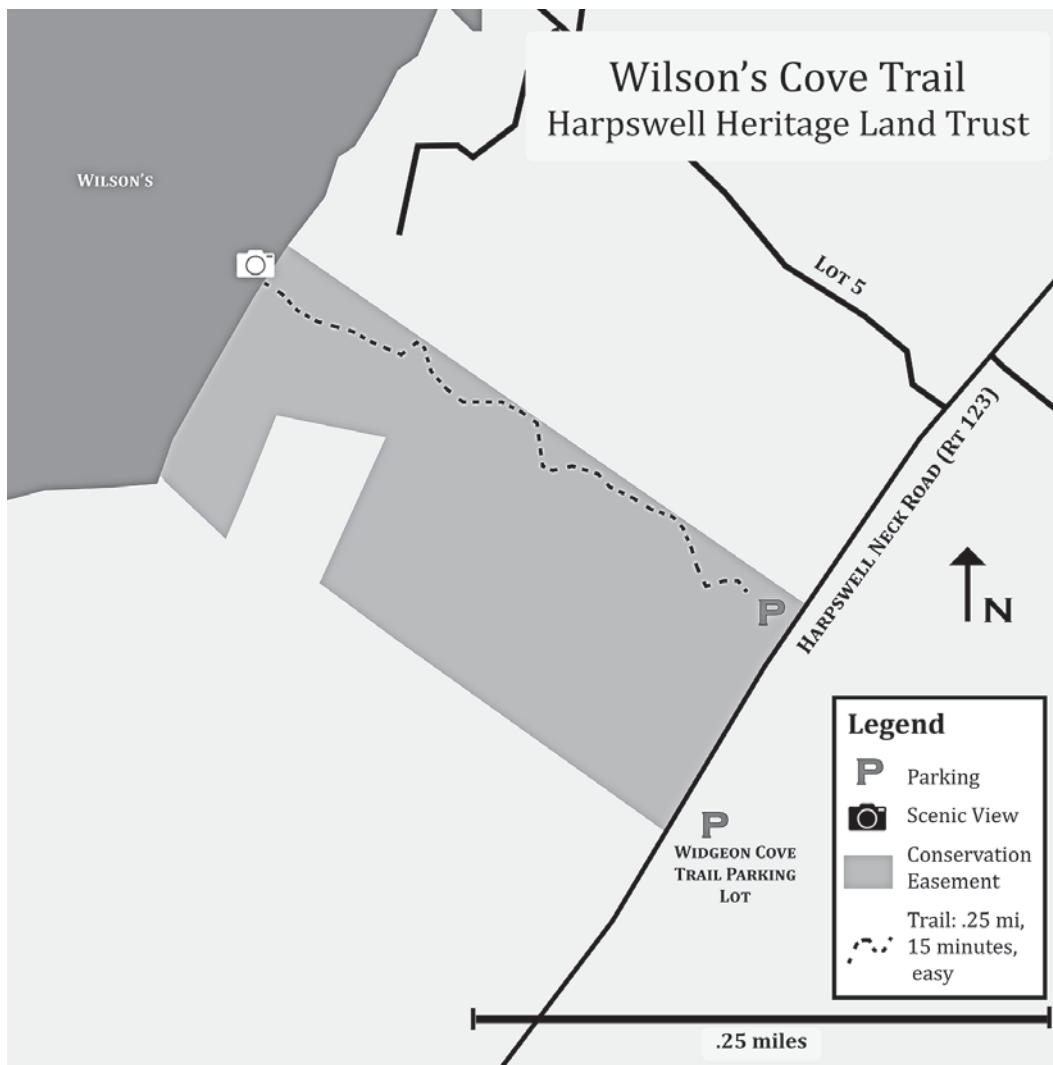 Wilson's Cove Trail
Harpswell Heritage Land Trust
Wilson's
Lot 5
Harpswell Neck Road (Rt 123)
P
N
P
Widgeon Cove
Trail Parking
Lot
Legend
P Parking
Scenic View
Conservation
Easement
Trail: .25 mi,
15 minutes,
easy
.25 miles